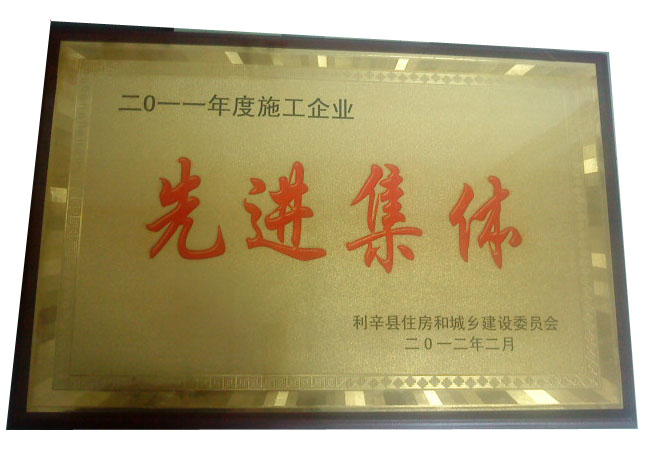 二0一一年度施工企业
先进集体
利辛县住房和城乡建设委员会
二0一二年二月